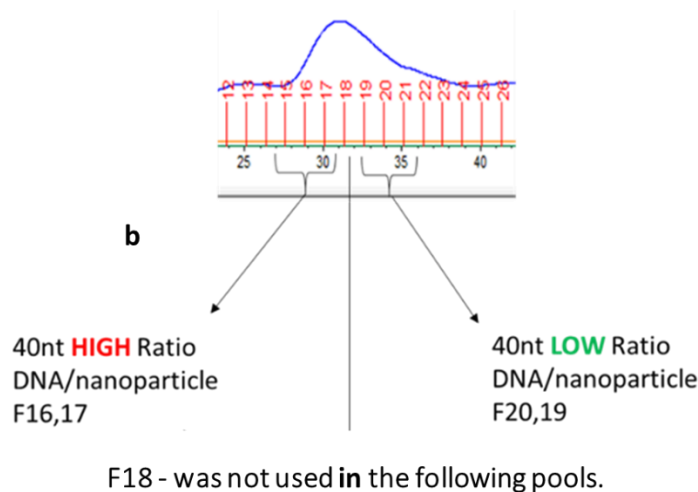 12 13 14 15 16 17 18 19 20 21 22 23 24 25 26
25 30 35 40
b
40nt HIGH Ratio
DNA/nanoparticle
F16,17
40nt LOW Ratio
DNA/nanoparticle
F20,19
F18 - was not used in the following pools.